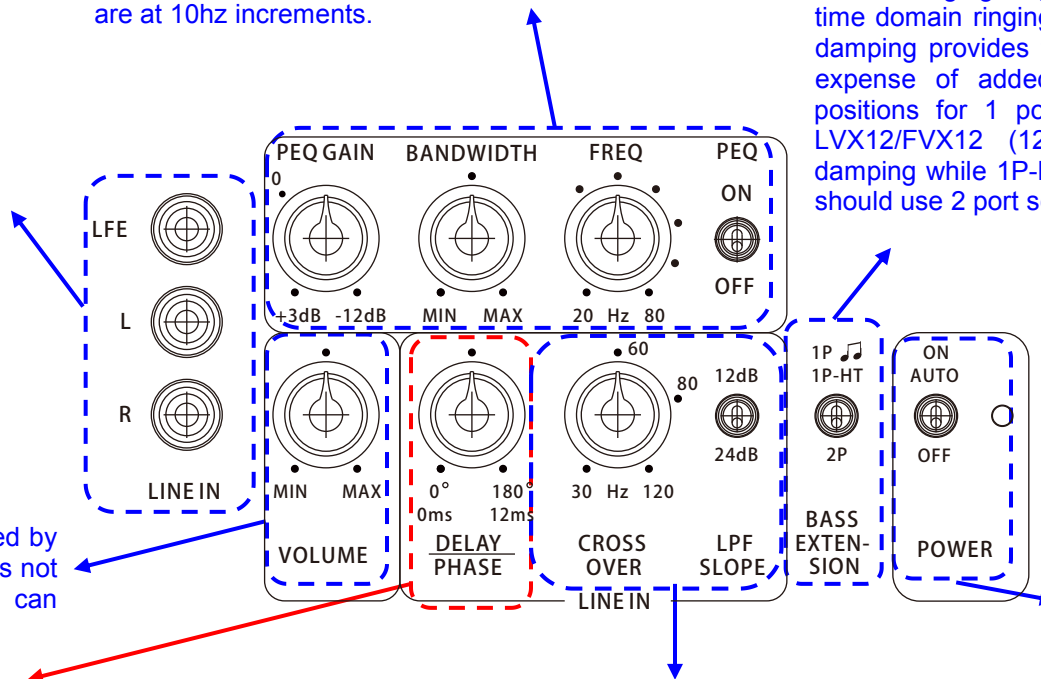 are at 10hz increments.
time domain ringing
damping provides
expense of added
positions for 1 po
LVX12/FVX12 (12
damping while 1P-
should use 2 port s
PEQ GAIN BANDWIDTH FREQ PEQ
0
ON
OFF
+3dB -12dB MIN MAX 20 Hz 80
LFE
L
R
LINE IN
60
80
12dB
24dB
MIN MAX 0° 180° 30 Hz 120
0ms 12ms
VOLUME
DELAY
PHASE
CROSS
OVER
LPF
SLOPE
LINE IN
1P ♫
1P-HT
2P
BASS
EXTEN-
SION
ON
AUTO
OFF
POWER
ed by
s not
can